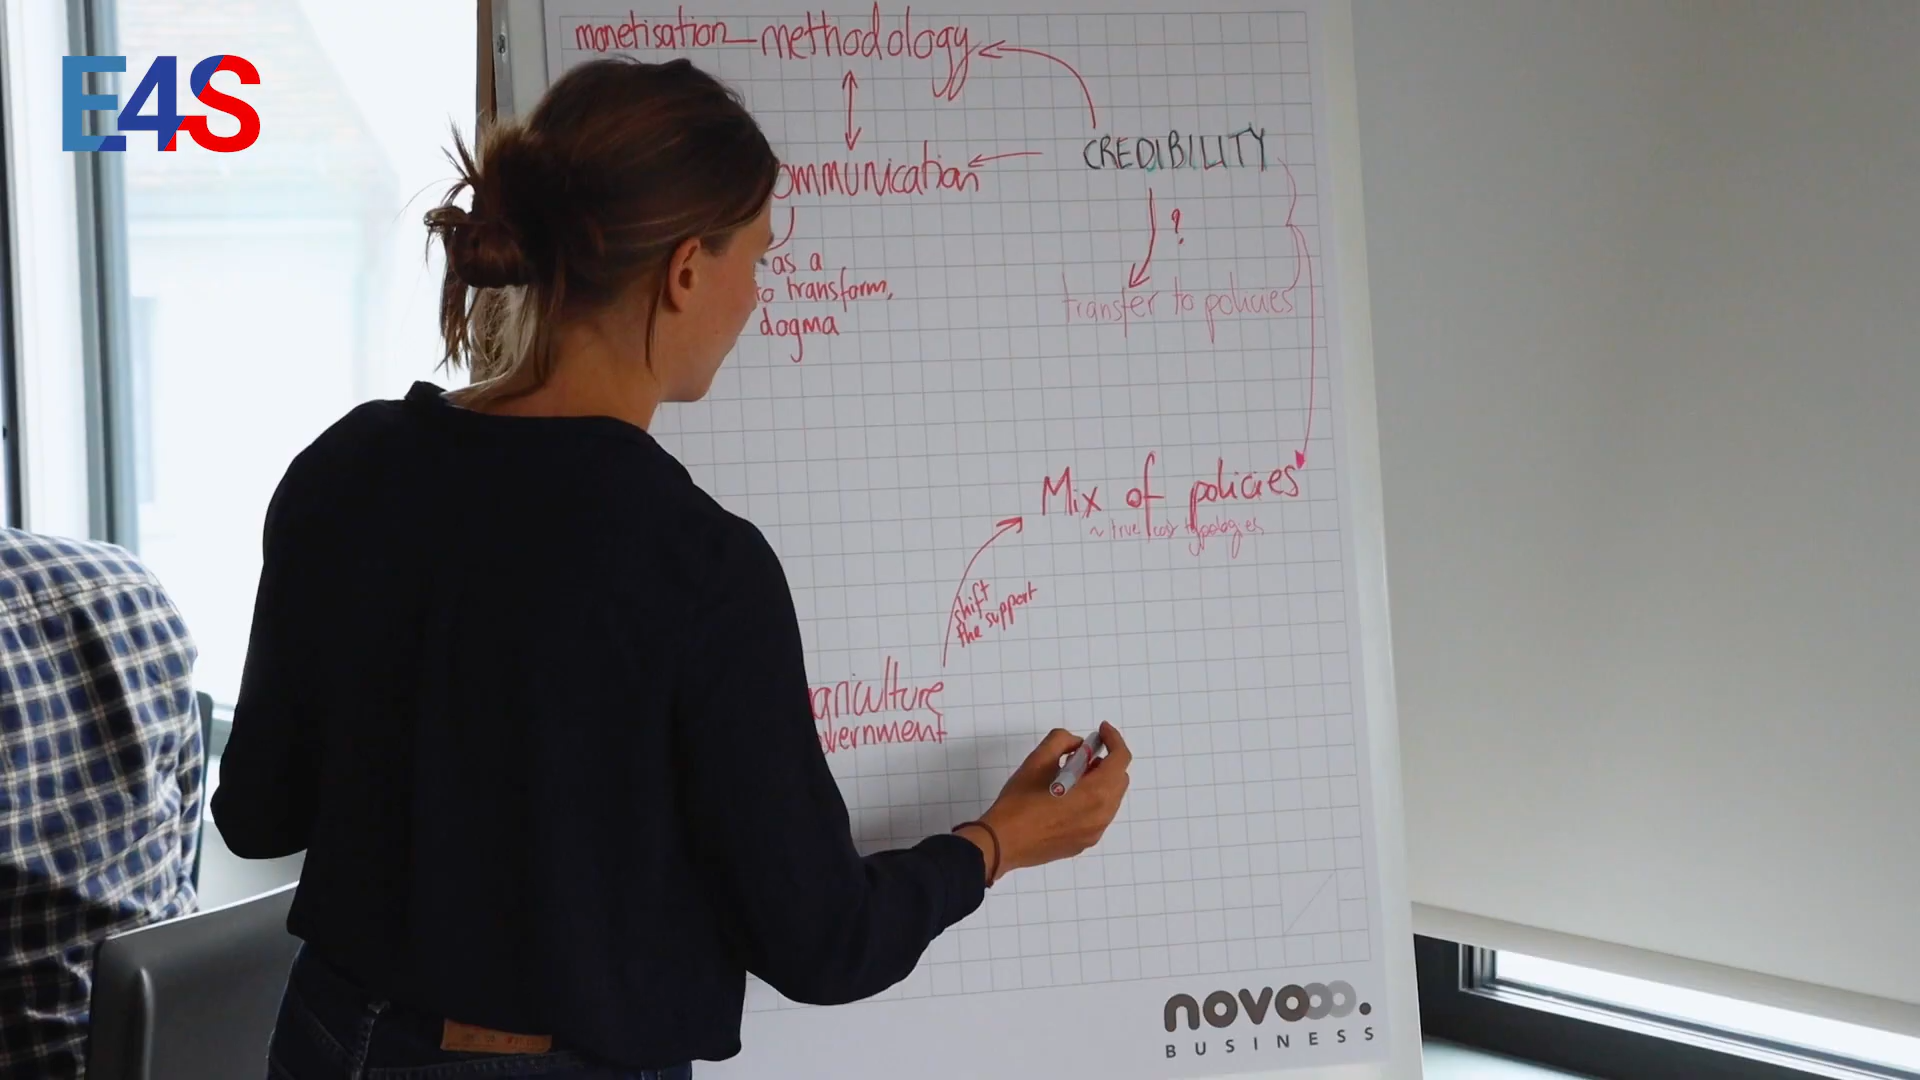 E4S
monetisation methodology
CREDIBILITY
ommunication
?
as a
to transform,
dogma
transfer to policies
Mix of policies
~ true cost typologies
shift
the support
griculture
vernment
novo
BUSINESS